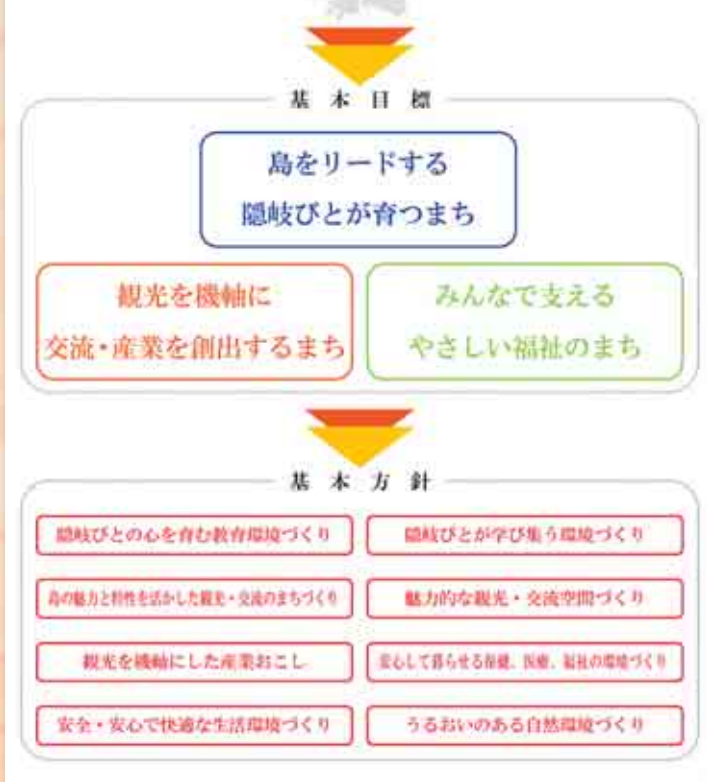 基本目標
島をリードする
隠岐びとが育つまち
観光を機軸に
交流・産業を創出するまち
みんなで支える
やさしい福祉のまち
基本方針
隠岐びとの心を育む教育環境づくり
隠岐びとが学び集う環境づくり
島の魅力と特性を活かした観光・交流のまちづくり
魅力的な観光・交流空間づくり
観光を機軸にした産業おこし
安心して暮らせる保健、医療、福祉の環境づくり
安全・安心で快適な生活環境づくり
うるおいのある自然環境づくり